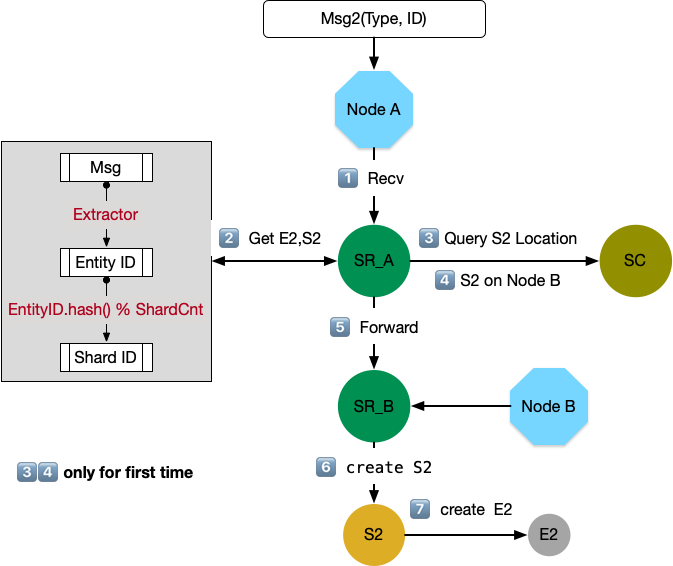 Msg2(Type, ID)
Node A
1 Recv
Msg
Extractor
2 Get E2,S2
3 Query S2 Location
Entity ID
SR_A
SC
4 S2 on Node B
EntityID.hash() % ShardCnt
5 Forward
Shard ID
SR_B
Node B
6 create S2
3 4 only for first time
7 create E2
S2
E2